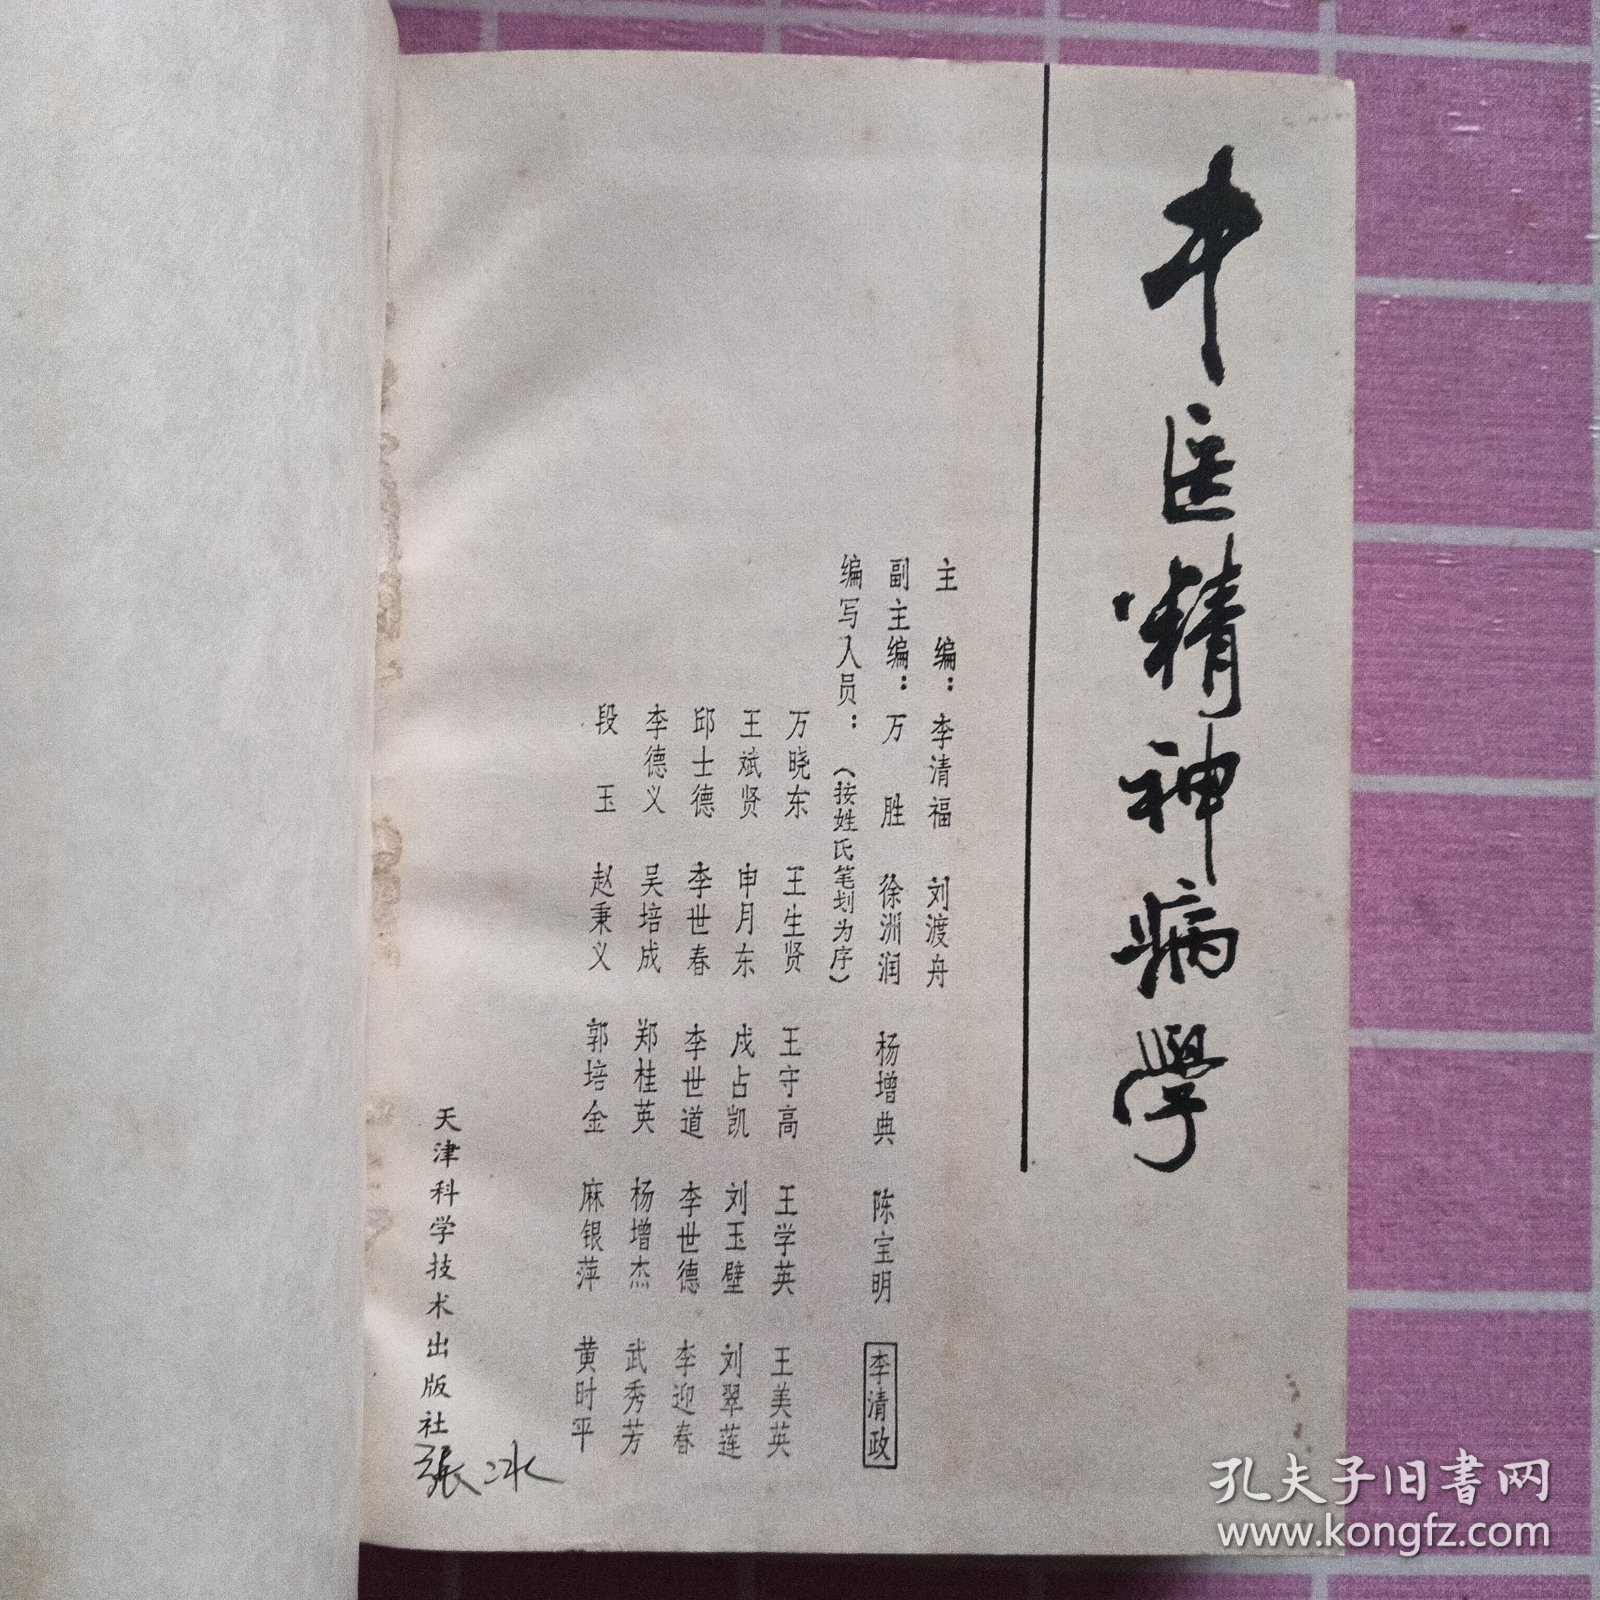 中医精神病学
主　编：李清福　刘渡舟
副主编：万　胜　徐洲润　杨增典　陈宝明　李清政
编写人员：（按姓氏笔划为序）
万晓东　王生贤　王守高　王学英　王美英
王斌贤　申月东　戍占凯　刘玉壁　刘翠莲
邱士德　李世春　李世道　李世德　李迎春
李德义　吴培成　郑桂英　杨增杰　武秀芳
段　玉　赵秉义　郭培金　麻银萍　黄时平
天津科学技术出版社
張冰
孔夫子旧书网
www.kongfz.com